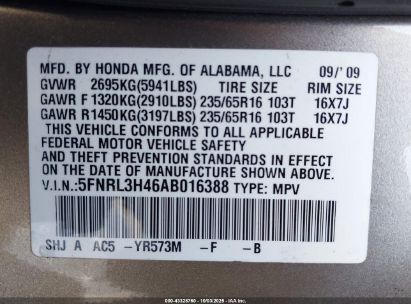 MFD. BY HONDA MFG. OF ALABAMA, LLC 09/'09
GVWR 2695KG(5941LBS) TIRE SIZE RIM SIZE
GAWR F 1320KG(2910LBS) 235/65R16 103T 16X7J
GAWR R1450KG(3197LBS) 235/65R16 103T 16X7J
THIS VEHICLE CONFORMS TO ALL APPLICABLE
FEDERAL MOTOR VEHICLE SAFETY AND
THEFT PREVENTION STANDARDS IN EFFECT
ON THE DATE OF MANUFACTURE SHOWN ABOVE.
V.I.N.:5FNRL3H46AB016388 TYPE: MPV
SHJ A AC5 -YR573M -F -B